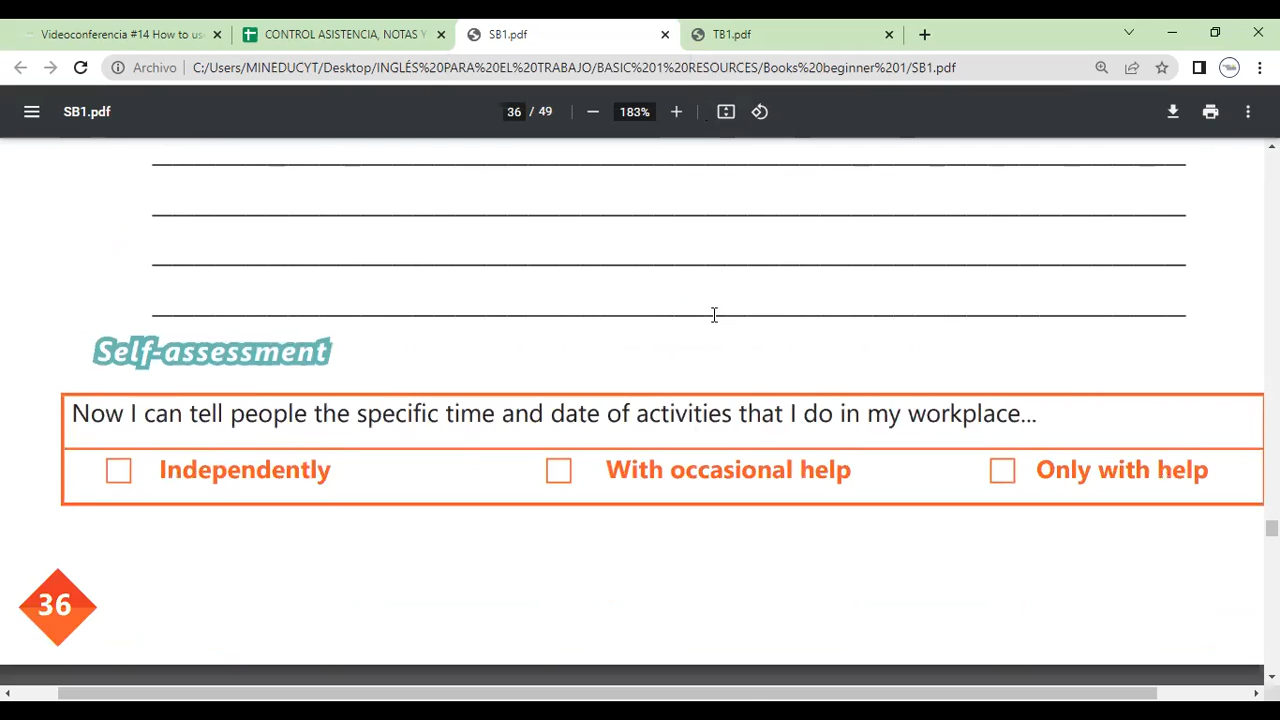 Videoconferencia #14 How to us
CONTROL ASISTENCIA, NOTAS Y
SB1.pdf
TB1.pdf
Archivo
C:/Users/MINEDUCYT/Desktop/INGLÉS%20PARA%20EL%20TRABAJO/BASIC%201%20RESOURCES/Books%20beginner%201/SB1.pdf
SB1.pdf
36 / 49
183%
Self-assessment
Now I can tell people the specific time and date of activities that I do in my workplace...
Independently
With occasional help
Only with help
36